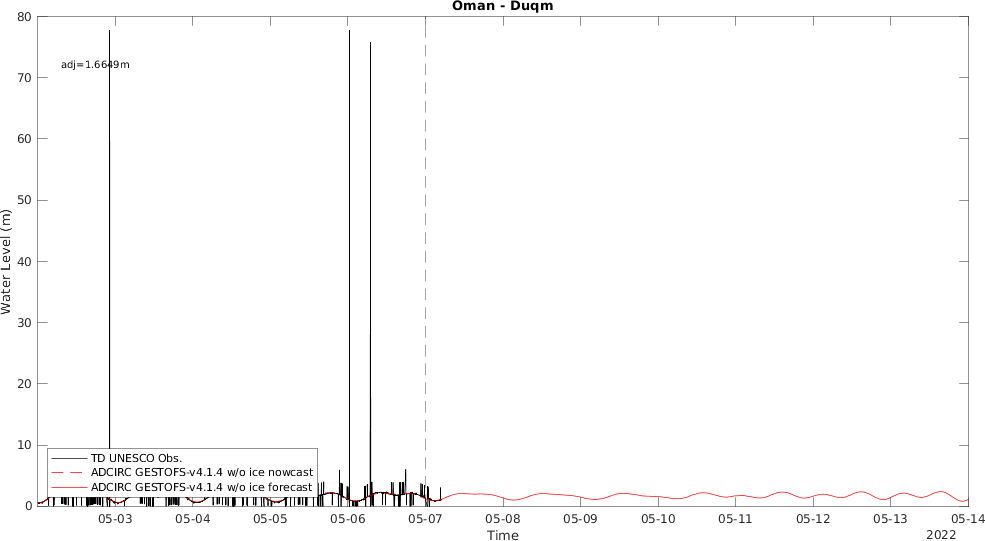 Oman - Duqm
80
adj=1.6649m
70
60
50
40
30
20
10
0
Water Level (m)
TD UNESCO Obs.
ADCIRC GESTOFS-v4.1.4 w/o ice nowcast
ADCIRC GESTOFS-v4.1.4 w/o ice forecast
05-03 05-04 05-05 05-06 05-07 05-08 05-09 05-10 05-11 05-12 05-13 05-14
Time
2022